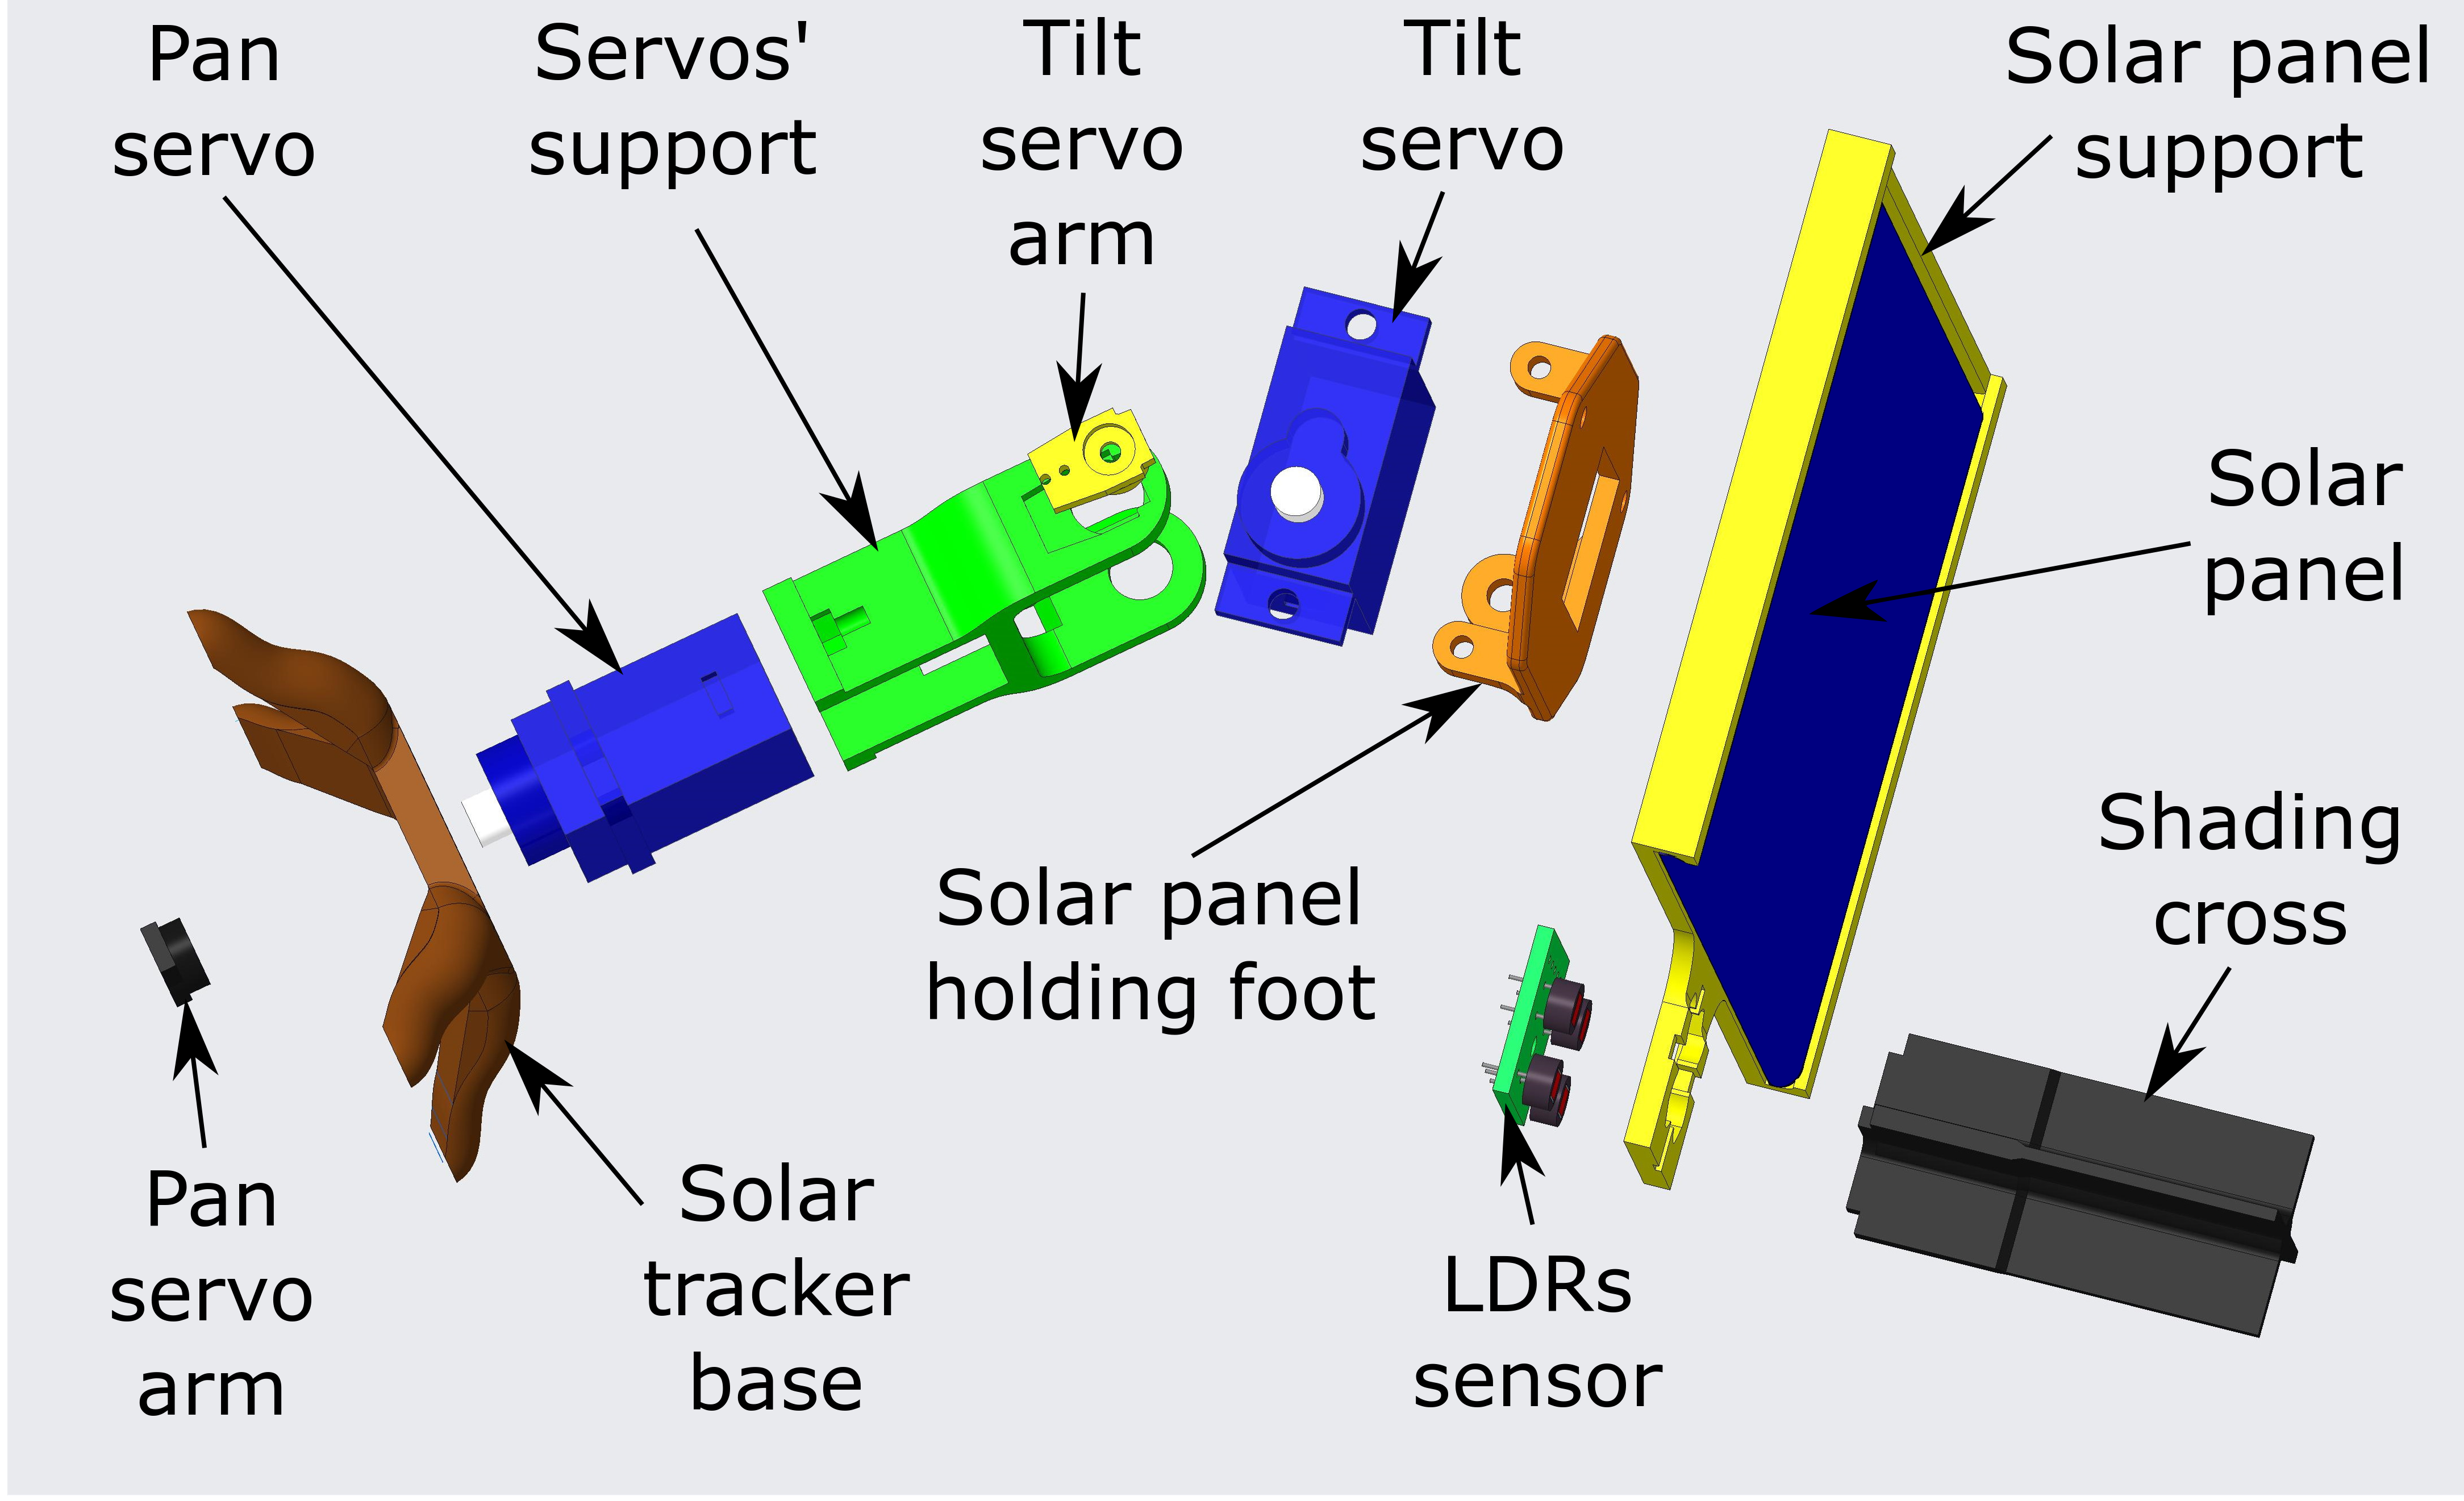 Pan
servo
Servos'
support
Tilt
servo
arm
Tilt
servo
Solar panel
support
Solar
panel
Solar panel
holding foot
Shading
cross
Pan
servo
arm
Solar
tracker
base
LDRs
sensor